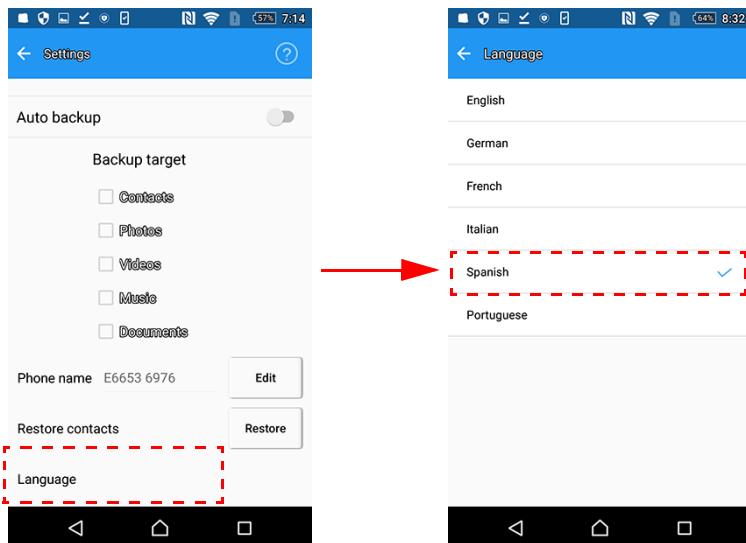 57% 7:14
Settings
?
Auto backup
Backup target
Contacts
Photos
Videos
Music
Documents
Phone name E6653 6976 Edit
Restore contacts Restore
Language
64% 8:32
Language
English
German
French
Italian
Spanish
Portuguese